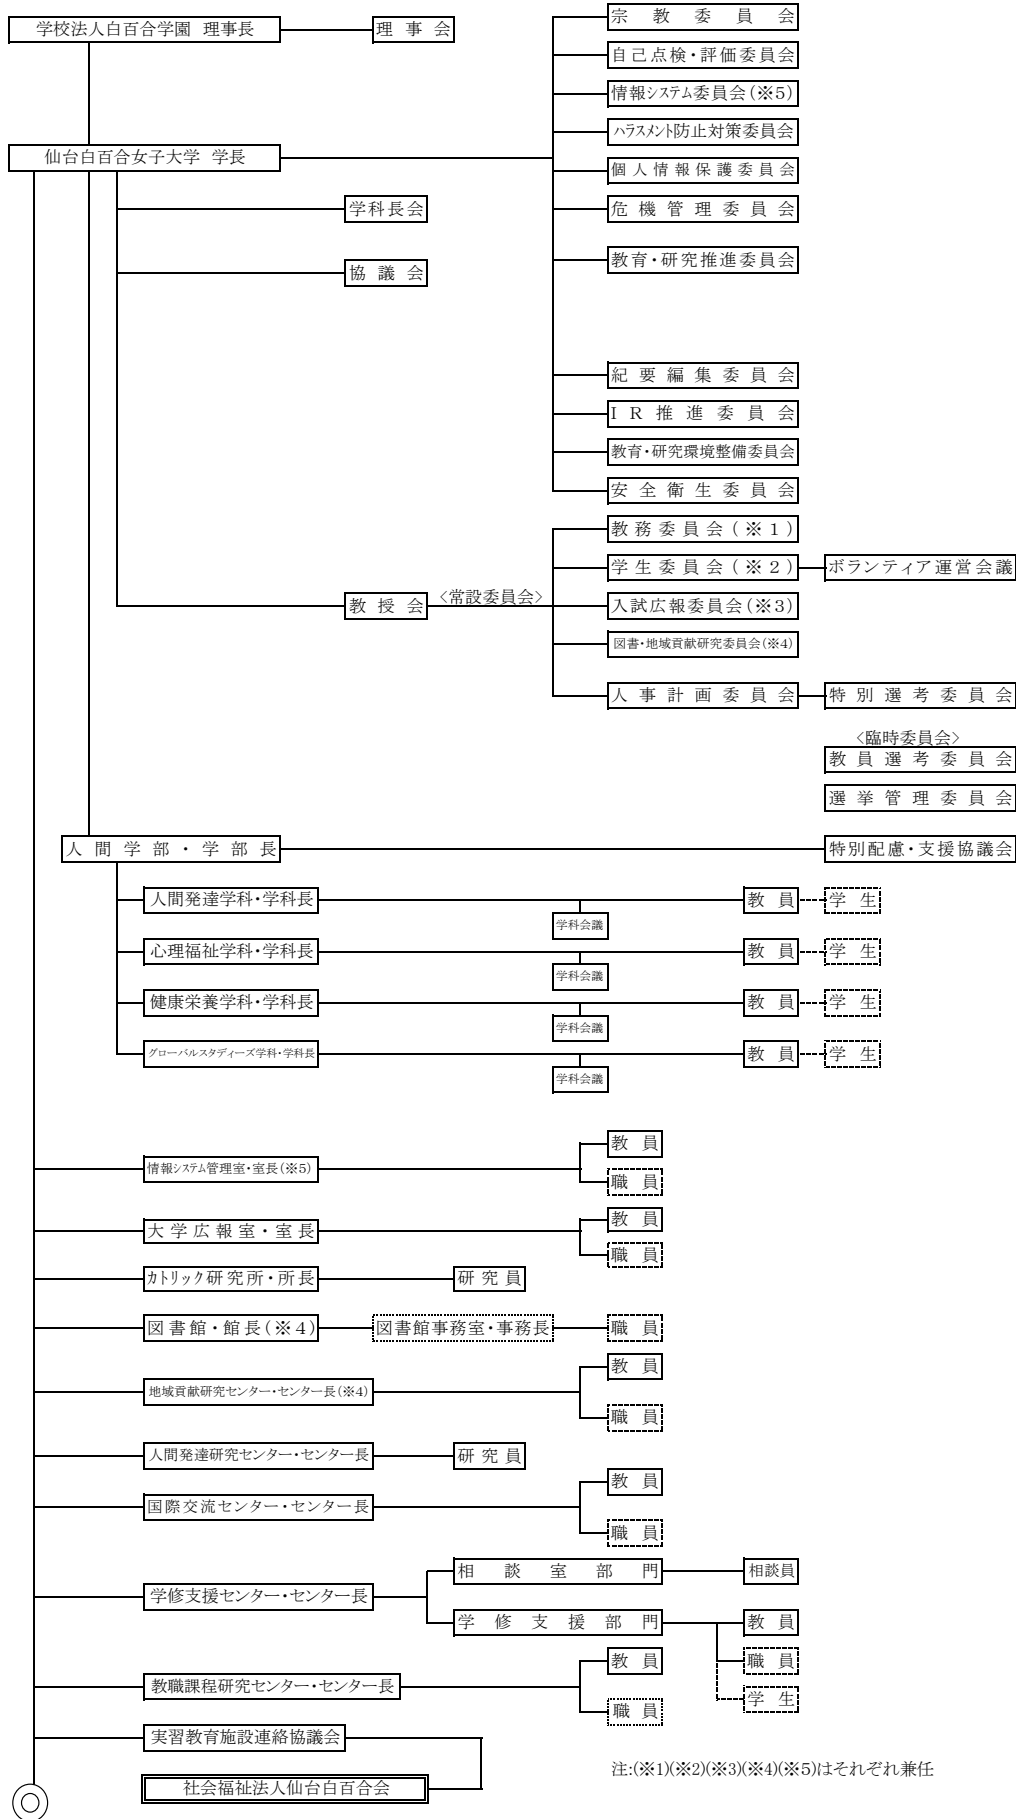 学校法人白百合学園 理事長
理事会
宗教委員会
自己点検・評価委員会
情報システム委員会(※5)
ハラスメント防止対策委員会
仙台白百合女子大学 学長
個人情報保護委員会
学科長会
危機管理委員会
教育・研究推進委員会
協議会
紀要編集委員会
IR推進委員会
教育・研究環境整備委員会
安全衛生委員会
教務委員会(※1)
学生委員会(※2)
ボランティア運営会議
教授会
<常設委員会>
入試広報委員会(※3)
図書・地域貢献研究委員会(※4)
人事計画委員会
特別選考委員会
<臨時委員会>
教員選考委員会
選挙管理委員会
人間学部・学部長
特別配慮・支援協議会
人間発達学科・学科長
教員
学生
学科会議
心理福祉学科・学科長
教員
学生
学科会議
健康栄養学科・学科長
教員
学生
学科会議
グローバルスタディーズ学科・学科長
教員
学生
学科会議
情報システム管理室・室長(※5)
教員
職員
大学広報室・室長
教員
職員
カトリック研究所・所長
研究員
図書館・館長(※4)
図書館事務室・事務長
職員
地域貢献研究センター・センター長(※4)
教員
職員
人間発達研究センター・センター長
研究員
国際交流センター・センター長
教員
職員
学修支援センター・センター長
相談室部門
相談員
学修支援部門
教員
職員
学生
教職課程研究センター・センター長
教員
職員
実習教育施設連絡協議会
社会福祉法人仙台白百合会
注:(※1)(※2)(※3)(※4)(※5)はそれぞれ兼任